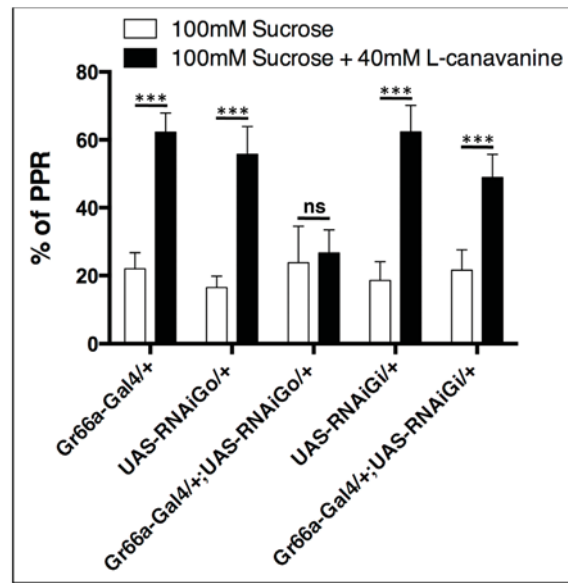 100mM Sucrose
100mM Sucrose + 40mM L-canavanine
% of PPR
80
60
40
20
0
***
***
ns
***
***
Gr66a-Gal4/+
UAS-RNAiGo/+
Gr66a-Gal4/+;UAS-RNAiGo/+
UAS-RNAiGi/+
Gr66a-Gal4/+;UAS-RNAiGi/+